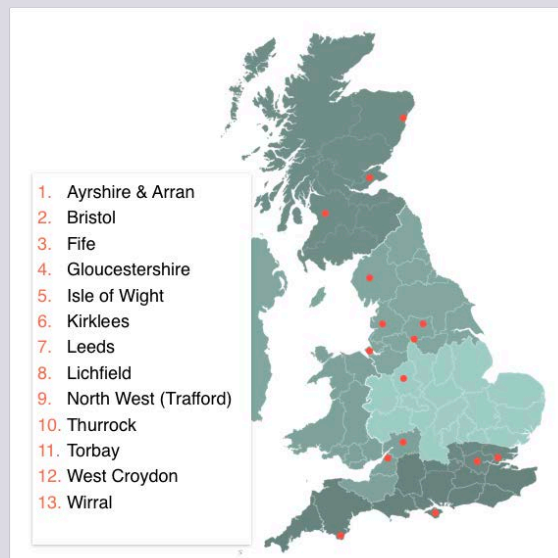 1. Ayrshire & Arran
2. Bristol
3. Fife
4. Gloucestershire
5. Isle of Wight
6. Kirklees
7. Leeds
8. Lichfield
9. North West (Trafford)
10. Thurrock
11. Torbay
12. West Croydon
13. Wirral